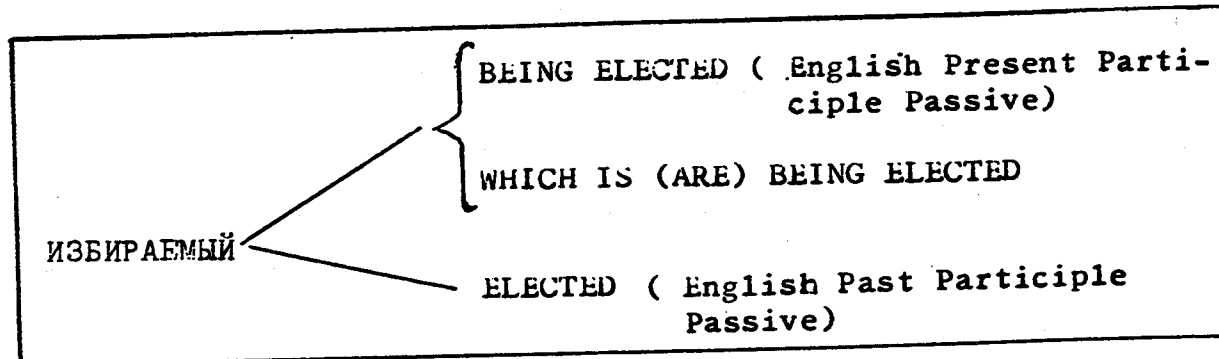 BEING ELECTED ( English Present Parti-
ciple Passive)
WHICH IS (ARE) BEING ELECTED
ИЗБИРАЕМЫЙ
ELECTED ( English Past Participle
Passive)